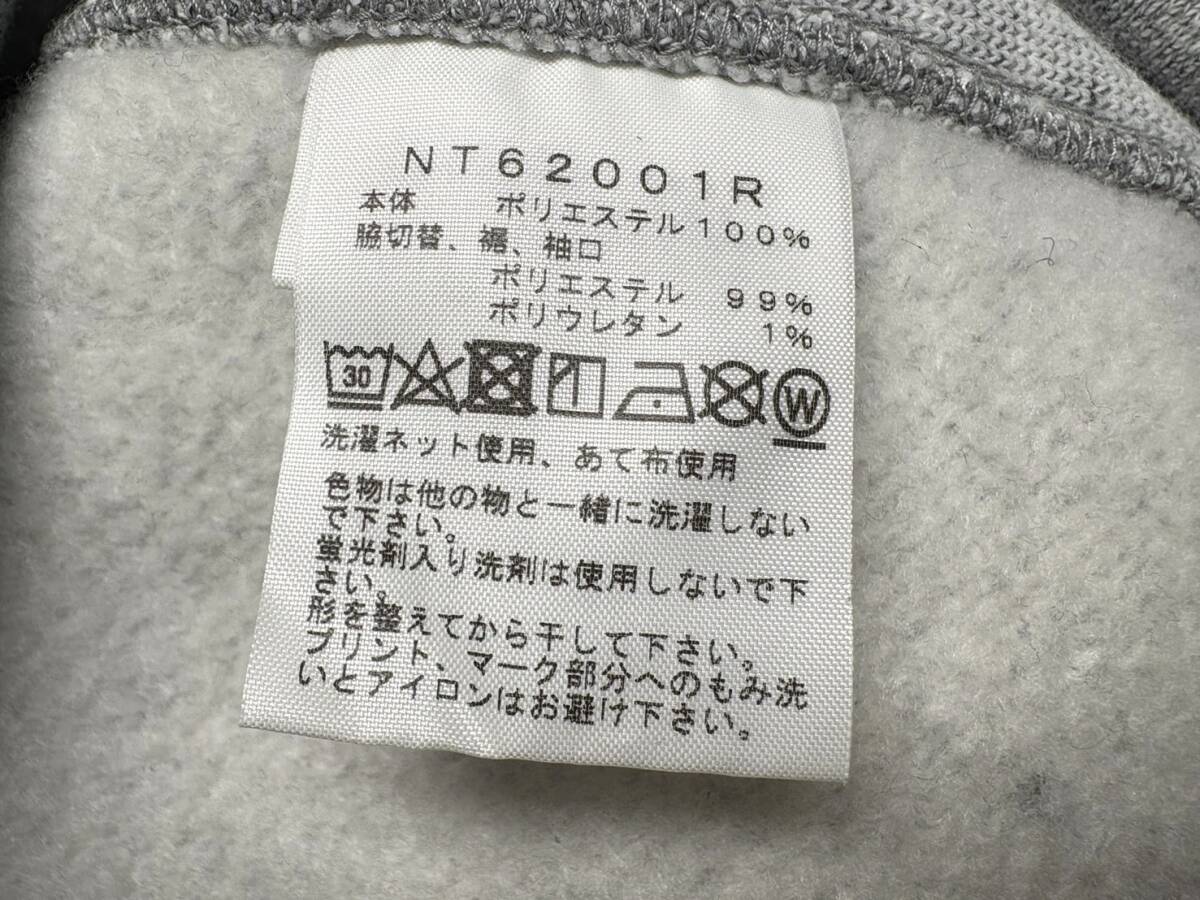 NT62001R
本体 ポリエステル100%
脇切替、裾、袖口
ポリエステル 99%
ポリウレタン 1%
30 W
洗濯ネット使用、あて布使用
色物は他の物と一緒に洗濯しない
で下さい。
蛍光剤入り洗剤は使用しないで下
さい。
形を整えてから干して下さい。
プリント、マーク部分へのもみ洗
いとアイロンはお避け下さい。